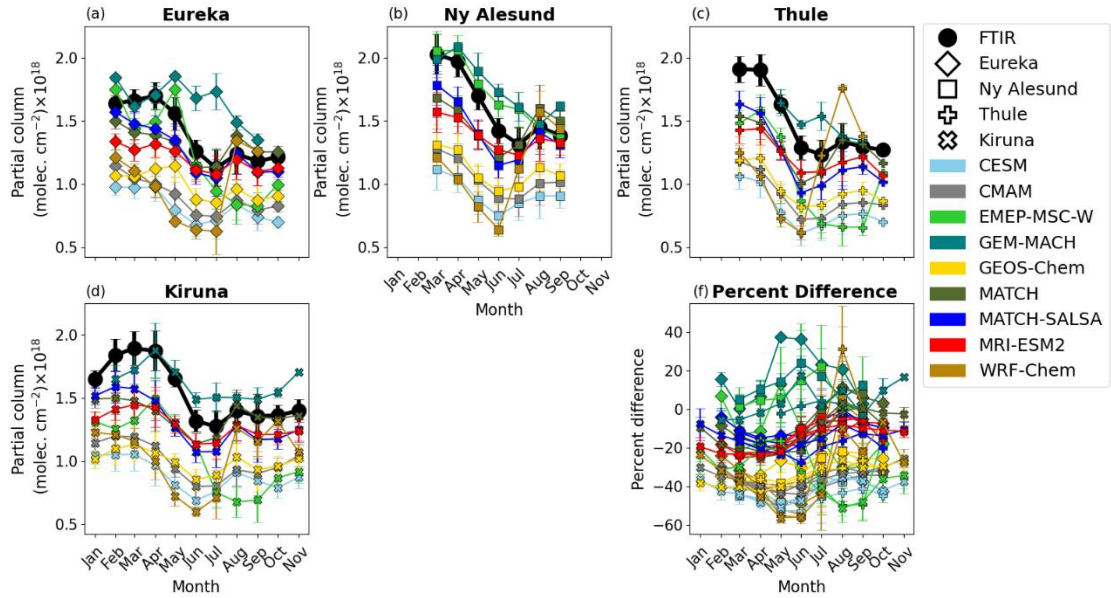 (a) Eureka
(b) Ny Alesund
(c) Thule
2.0
1.5
1.0
0.5
Partial column
(molec. cm⁻²)×10¹⁸
2.0
1.5
1.0
0.5
Jan Feb Mar Apr May Jun Jul Aug Sep Oct Nov
Month
2.0
1.5
1.0
0.5
Partial column
(molec. cm⁻²)×10¹⁸
FTIR
Eureka
Ny Alesund
Thule
Kiruna
CESM
CMAM
EMEP-MSC-W
GEM-MACH
GEOS-Chem
MATCH
MATCH-SALSA
MRI-ESM2
WRF-Chem
(d) Kiruna
2.0
1.5
1.0
0.5
Partial column
(molec. cm⁻²)×10¹⁸
Jan Feb Mar Apr May Jun Jul Aug Sep Oct Nov
Month
(f) Percent Difference
40
20
0
−20
−40
−60
Percent difference
Jan Feb Mar Apr May Jun Jul Aug Sep Oct Nov
Month